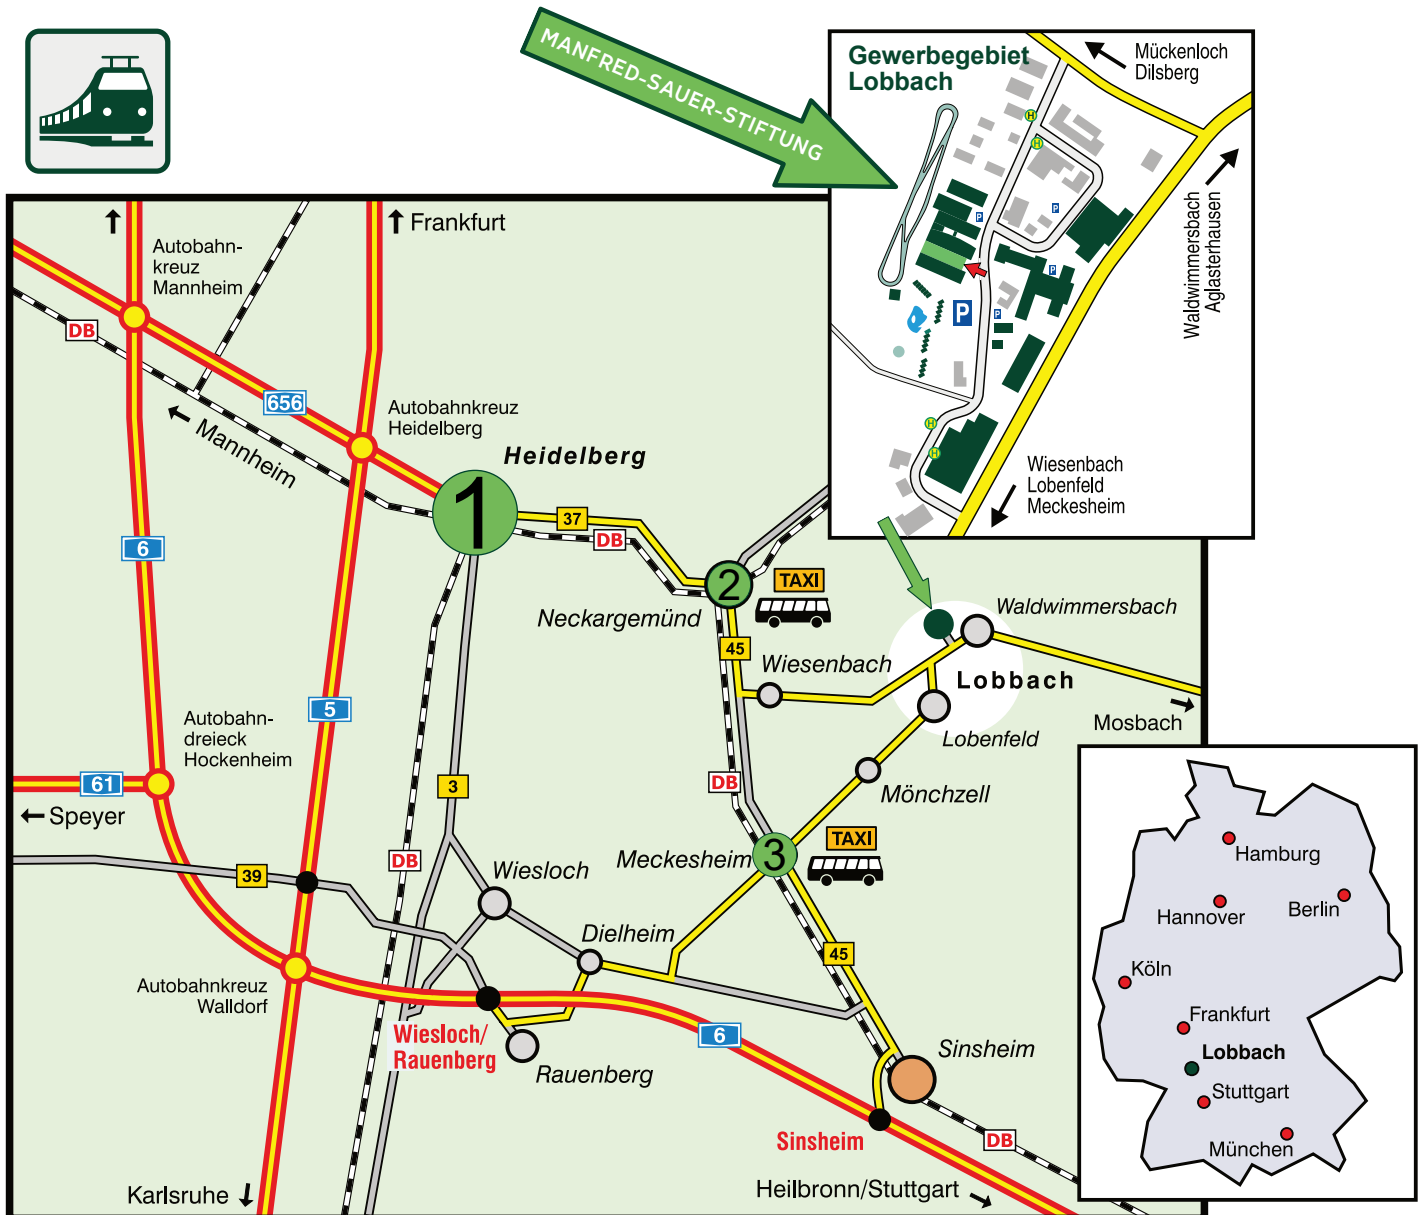 MANFRED-SAUER-STIFTUNG
Gewerbegebiet
Lobbach
Mückenloch
Dilsberg
H
H
P
P
Waldwimmersbach
Aglasterhausen
P
P
P
H
H
Wiesenbach
Lobenfeld
Meckesheim
Frankfurt
Autobahn-
kreuz
Mannheim
DB
656
Autobahnkreuz
Heidelberg
Mannheim
Heidelberg
1
37
DB
6
2
TAXI
Neckargemünd
45
Waldwimmersbach
Wiesenbach
Lobbach
Mosbach
Lobenfeld
5
Autobahn-
dreieck
Hockenheim
61
Speyer
3
DB
Mönchzell
Meckesheim
3
TAXI
DB
39
Wiesloch
Dielheim
45
Autobahnkreuz
Walldorf
Wiesloch/
Rauenberg
Rauenberg
6
Sinsheim
Sinsheim
DB
Karlsruhe
Heilbronn/Stuttgart
Hamburg
Hannover
Berlin
Köln
Frankfurt
Lobbach
Stuttgart
München